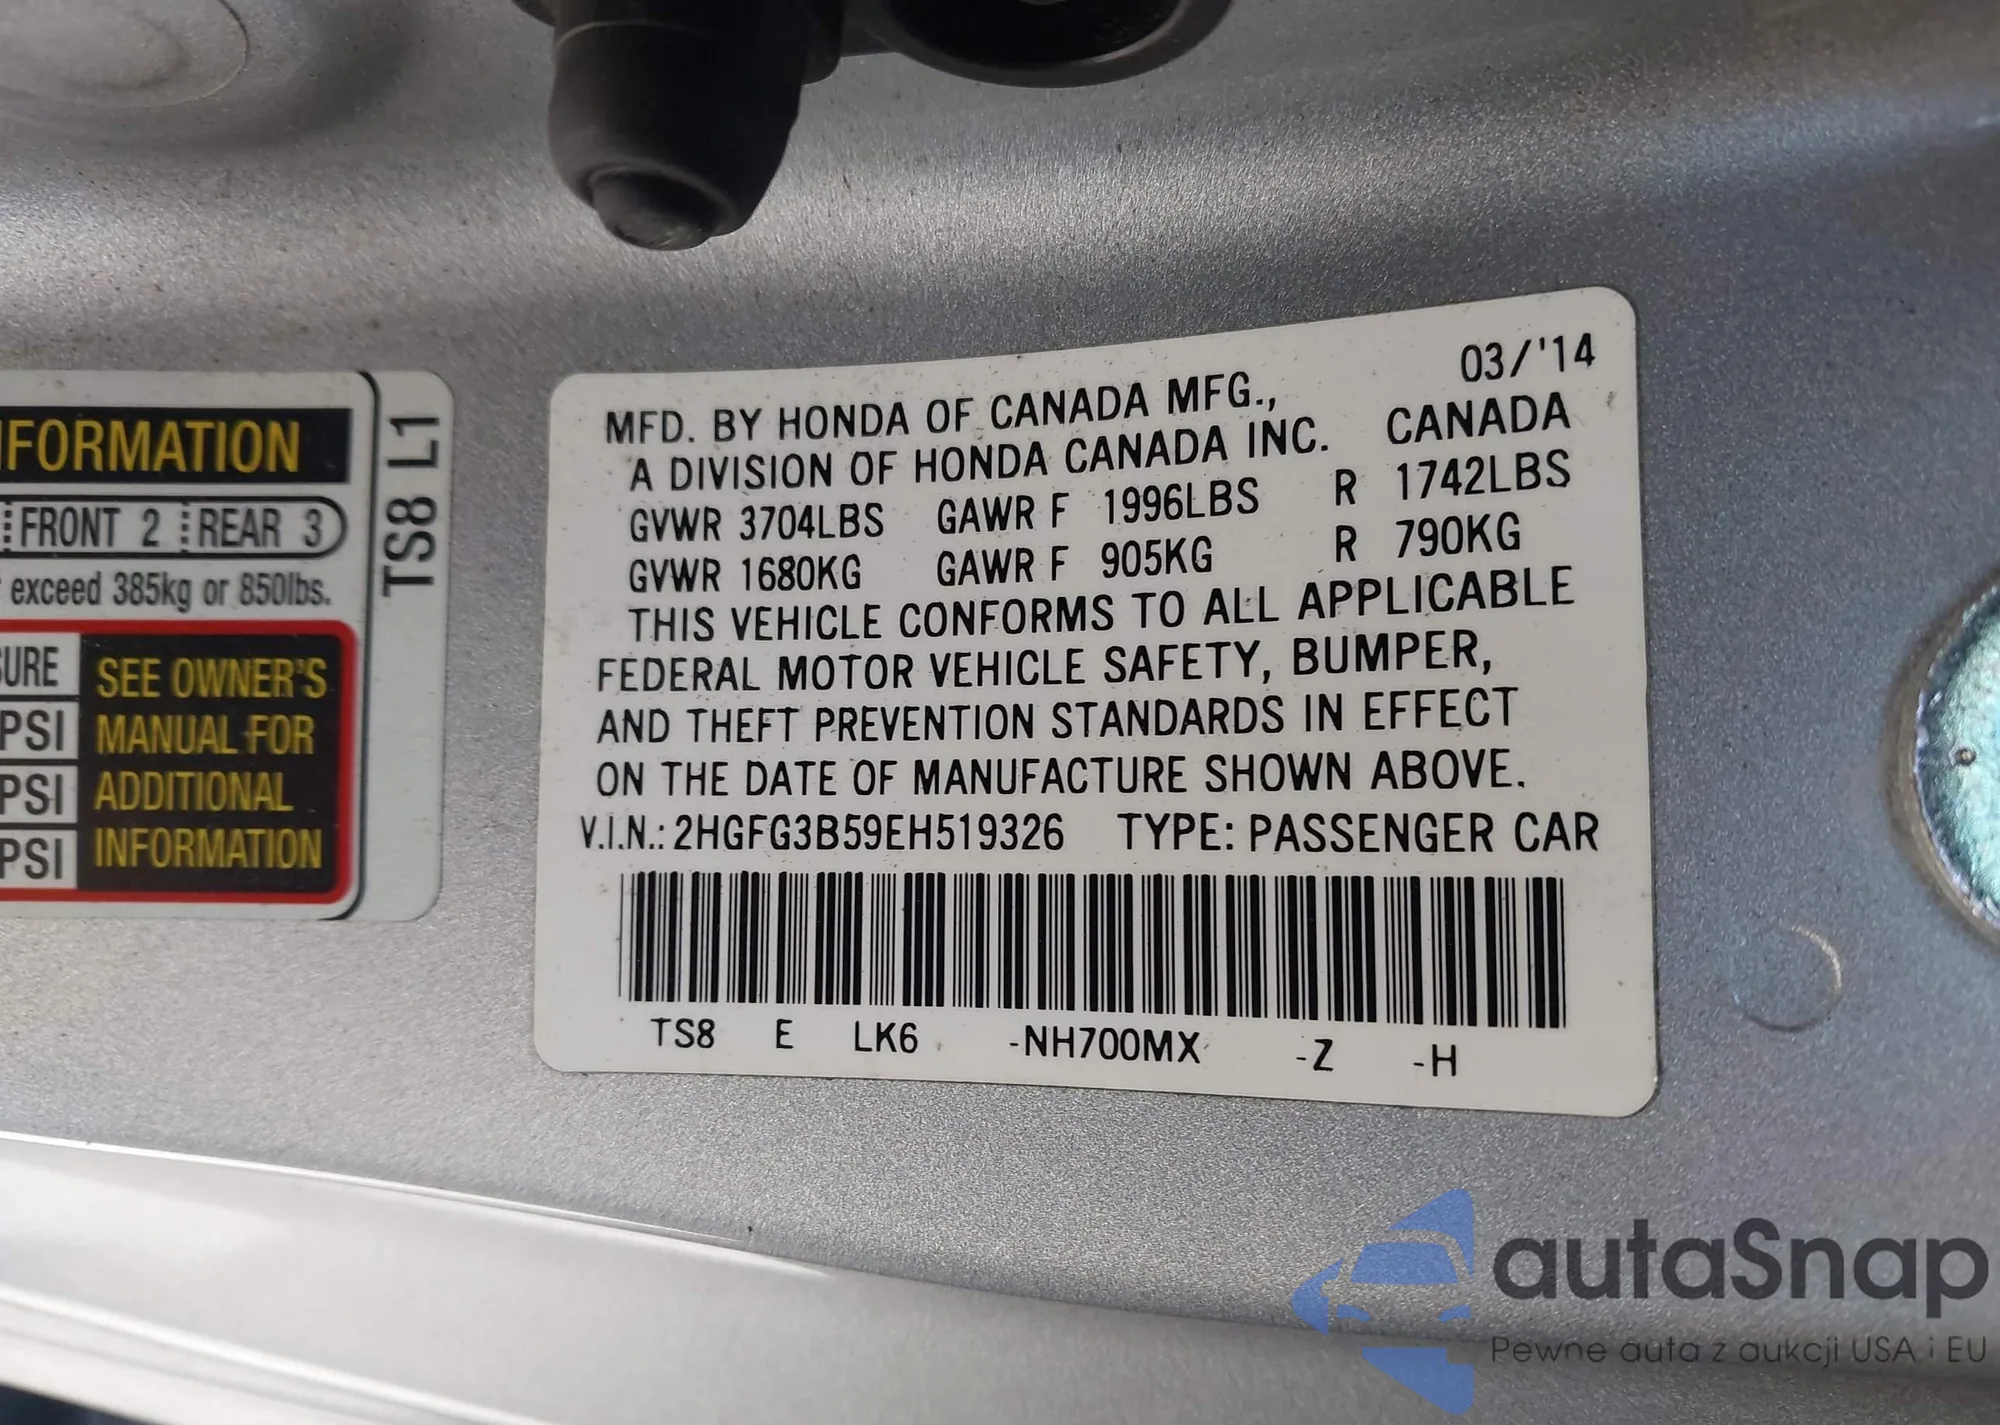 NFORMATION
FRONT 2 REAR 3
exceed 385kg or 850lbs.
SURE
PSI
PSI
PSI
SEE OWNER'S
MANUAL FOR
ADDITIONAL
INFORMATION
TS8 L1
03/'14
MFD. BY HONDA OF CANADA MFG.,
A DIVISION OF HONDA CANADA INC. CANADA
GVWR 3704LBS GAWR F 1996LBS R 1742LBS
GVWR 1680KG GAWR F 905KG R 790KG
THIS VEHICLE CONFORMS TO ALL APPLICABLE
FEDERAL MOTOR VEHICLE SAFETY, BUMPER,
AND THEFT PREVENTION STANDARDS IN EFFECT
ON THE DATE OF MANUFACTURE SHOWN ABOVE.
V.I.N.: 2HGFG3B59EH519326 TYPE: PASSENGER CAR
TS8 E LK6 -NH700MX -Z -H
autaSnap
Pewne auta z aukcji USA i EU